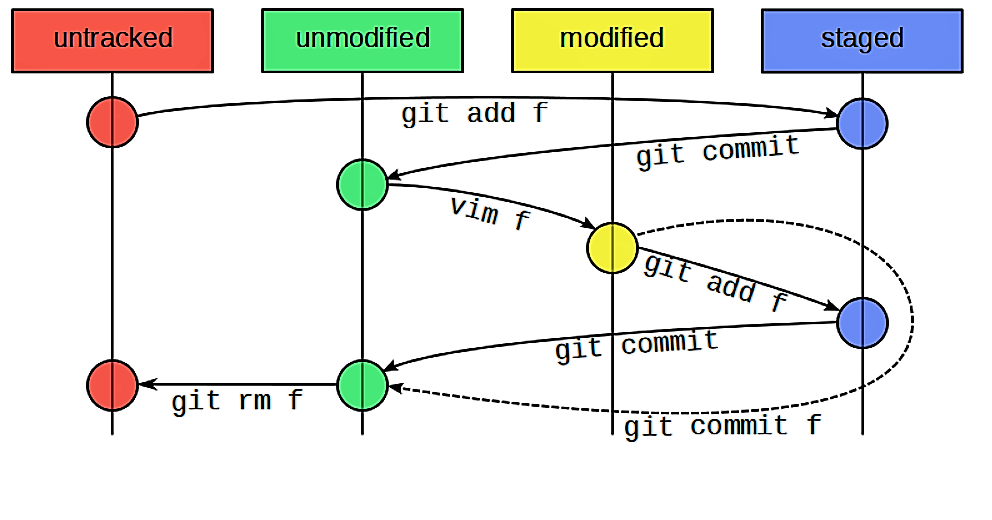 untracked
unmodified
modified
staged
git add f
git commit
vim f
git add f
git commit
git rm f
git commit f